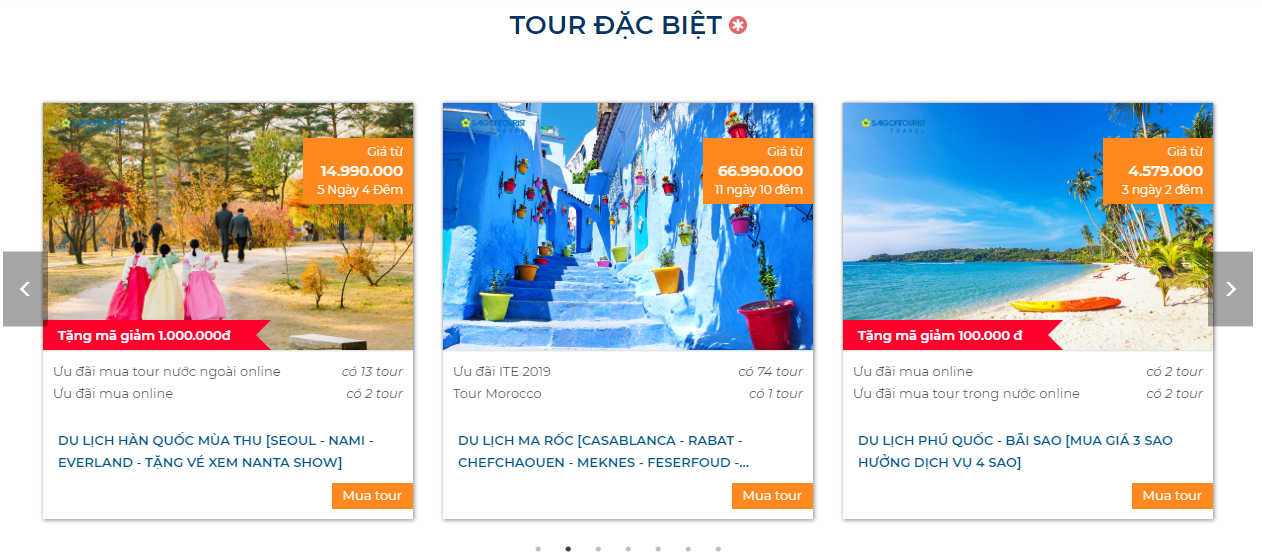 TOUR ĐẶC BIỆT
SAIGONTOURIST
TRAVEL
Giá từ
14.990.000
5 Ngày 4 Đêm
Tặng mã giảm 1.000.000đ
Ưu đãi mua tour nước ngoài online có 13 tour
Ưu đãi mua online có 2 tour
DU LỊCH HÀN QUỐC MÙA THU [SEOUL - NAMI -
EVERLAND - TẶNG VÉ XEM NANTA SHOW]
Mua tour
SAIGONTOURIST
TRAVEL
Giá từ
66.990.000
11 ngày 10 đêm
Ưu đãi ITE 2019 có 74 tour
Tour Morocco có 1 tour
DU LỊCH MA RỐC [CASABLANCA - RABAT -
CHEFCHAOUEN - MEKNES - FESERFOUD -...
Mua tour
SAIGONTOURIST
TRAVEL
Giá từ
4.579.000
3 ngày 2 đêm
Tặng mã giảm 100.000 đ
Ưu đãi mua online có 2 tour
Ưu đãi mua tour trong nước online có 2 tour
DU LỊCH PHÚ QUỐC - BÃI SAO [MUA GIÁ 3 SAO
HƯỞNG DỊCH VỤ 4 SAO]
Mua tour